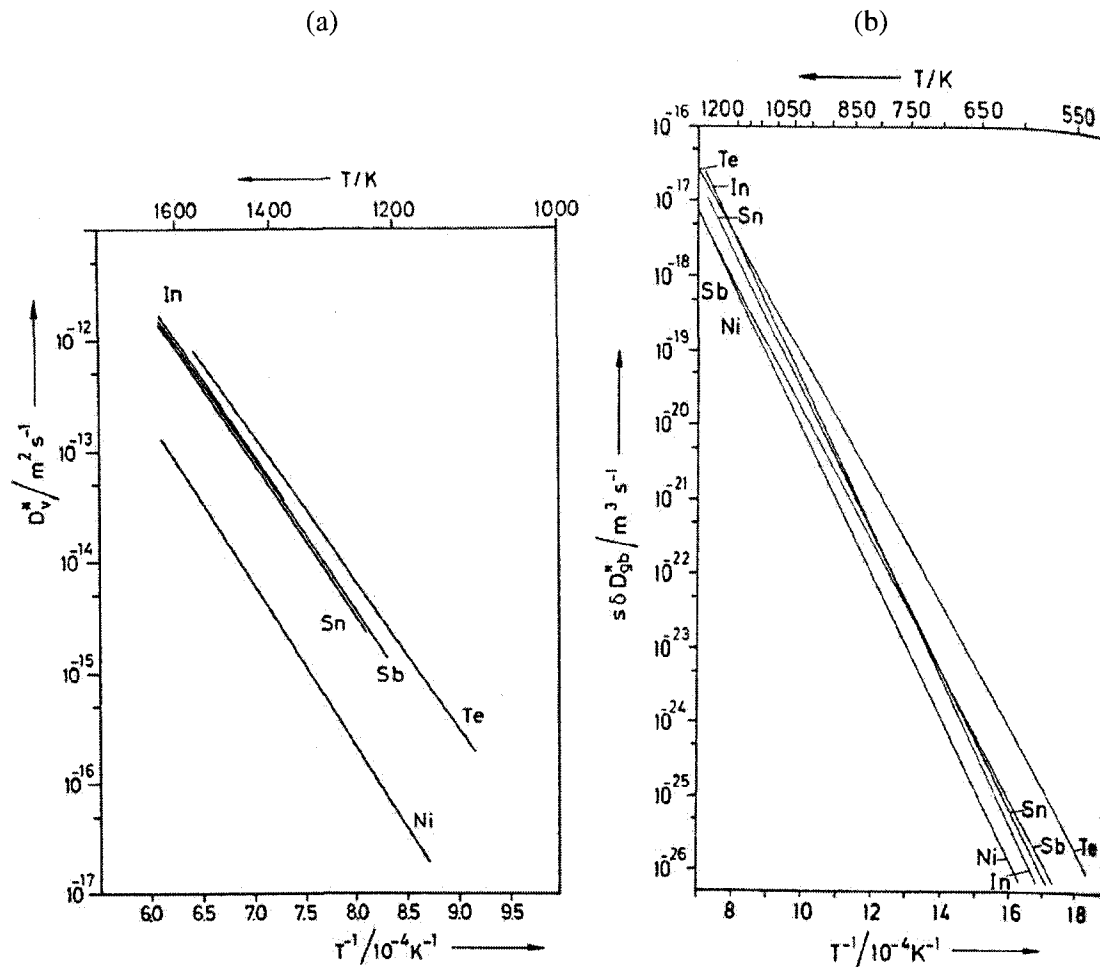 (a)
T/K
1600 1400 1200 1000
In
10⁻¹²
10⁻¹³
10⁻¹⁴
10⁻¹⁵
10⁻¹⁶
10⁻¹⁷
D*ᵥ/m² s⁻¹
Sn
Sb
Te
Ni
6.0 6.5 7.0 7.5 8.0 8.5 9.0 9.5
T⁻¹/10⁻⁴K⁻¹
(b)
T/K
1200 1050 850 750 650 550
10⁻¹⁶
10⁻¹⁷
10⁻¹⁸
10⁻¹⁹
10⁻²⁰
10⁻²¹
10⁻²²
10⁻²³
10⁻²⁴
10⁻²⁵
10⁻²⁶
s δ D*gb/m³ s⁻¹
Te
In
Sn
Sb
Ni
Sn
Sb
Te
Ni
In
8 10 12 14 16 18
T⁻¹/10⁻⁴K⁻¹